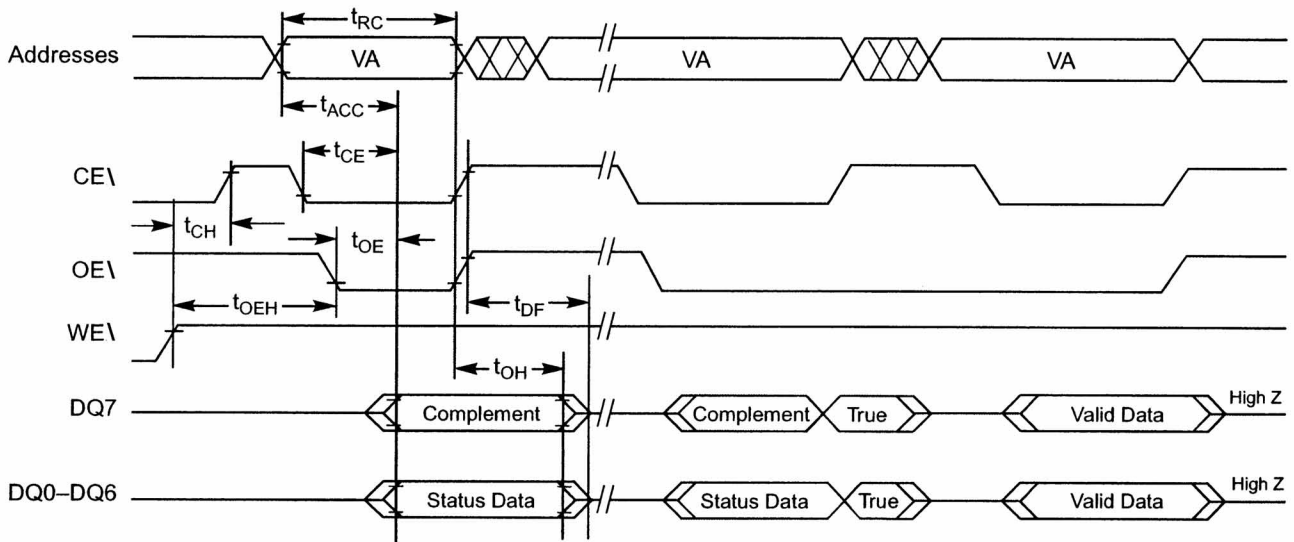 tRC
Addresses VA VA VA
tACC
tCE
CE\
tCH
tOE
OE\
tOEH
tDF
WE\
tOH
DQ7 Complement Complement True Valid Data High Z
DQ0–DQ6 Status Data Status Data True Valid Data High Z